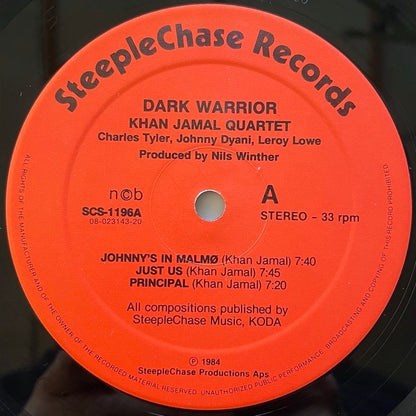 SteepleChase Records
DARK WARRIOR
KHAN JAMAL QUARTET
Charles Tyler, Johnny Dyani, Leroy Lowe
Produced by Nils Winther
n©b
A
SCS-1196A
STEREO - 33 rpm
08-023143-20
JOHNNY'S IN MALMØ (Khan Jamal) 7:40
JUST US (Khan Jamal) 7:45
PRINCIPAL (Khan Jamal) 7:20
All compositions published by
SteepleChase Music, KODA
℗ 1984
SteepleChase Productions Aps
ALL RIGHTS OF THE MANUFACTURER AND OF THE OWNER OF THE RECORDED MATERIAL RESERVED. UNAUTHORIZED PUBLIC PERFORMANCE, BROADCASTING AND COPYING OF THIS RECORD PROHIBITED.